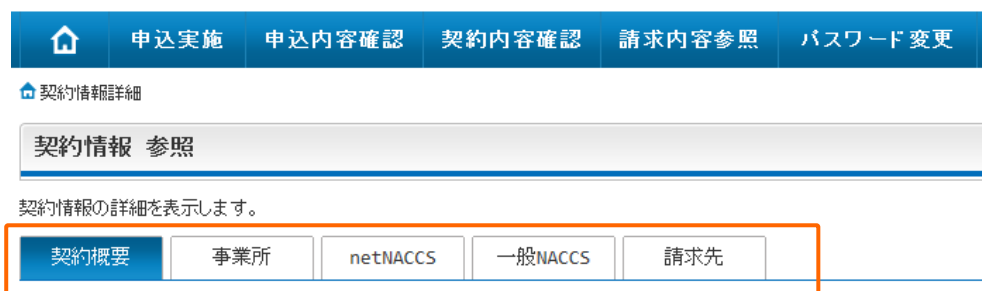 申込実施 申込内容確認 契約内容確認 請求内容参照 パスワード変更
契約情報詳細
契約情報 参照
契約情報の詳細を表示します。
契約概要 事業所 netNACCS 一般NACCS 請求先